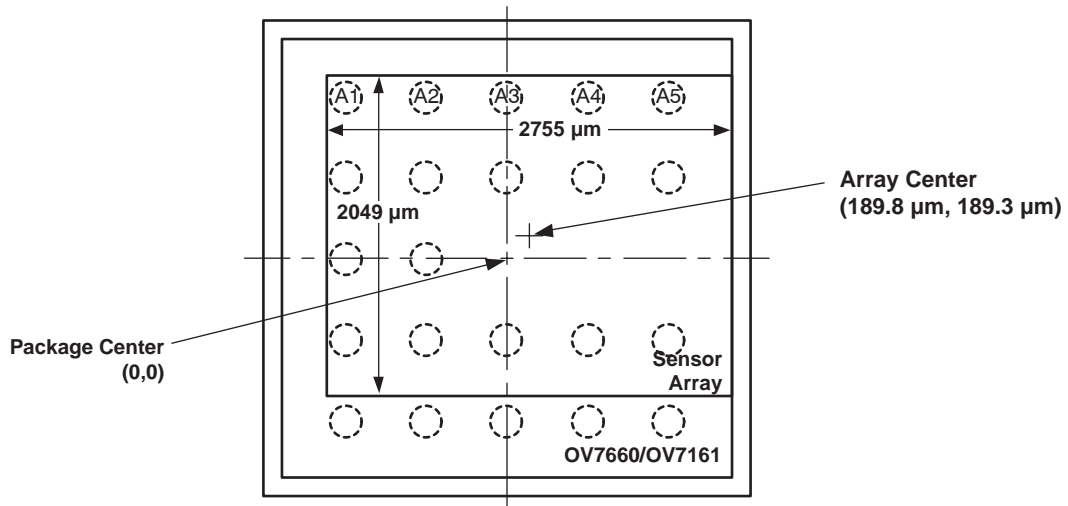 A1 A2 A3 A4 A5
2755 µm
Array Center
(189.8 µm, 189.3 µm)
2049 µm
Package Center
(0,0)
Sensor
Array
OV7660/OV7161